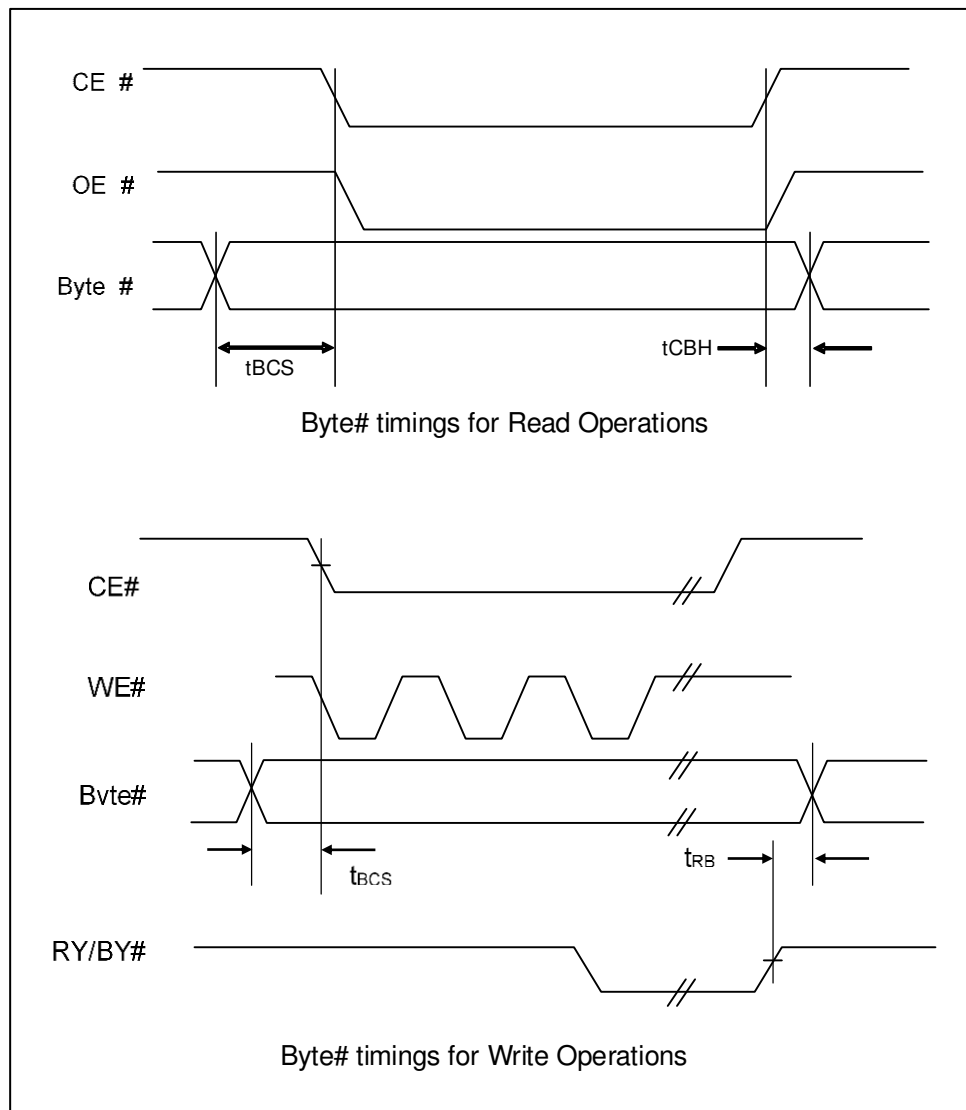 CE #
OE #
Byte #
tBCS
tCBH
Byte# timings for Read Operations
CE#
WE#
Bvte#
tBCS
tRB
RY/BY#
Byte# timings for Write Operations